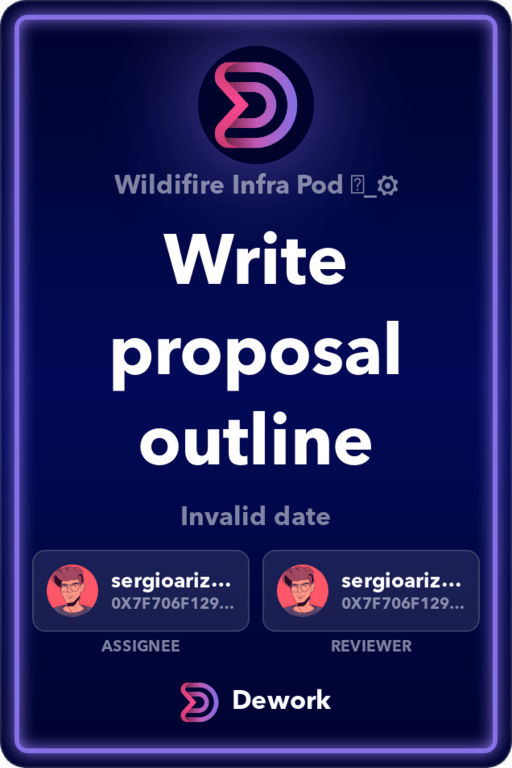 Wildifire Infra Pod ⍰_⚙
Write
proposal
outline
Invalid date
sergioariz...
0X7F706F129...
sergioariz...
0X7F706F129...
ASSIGNEE
REVIEWER
Dework